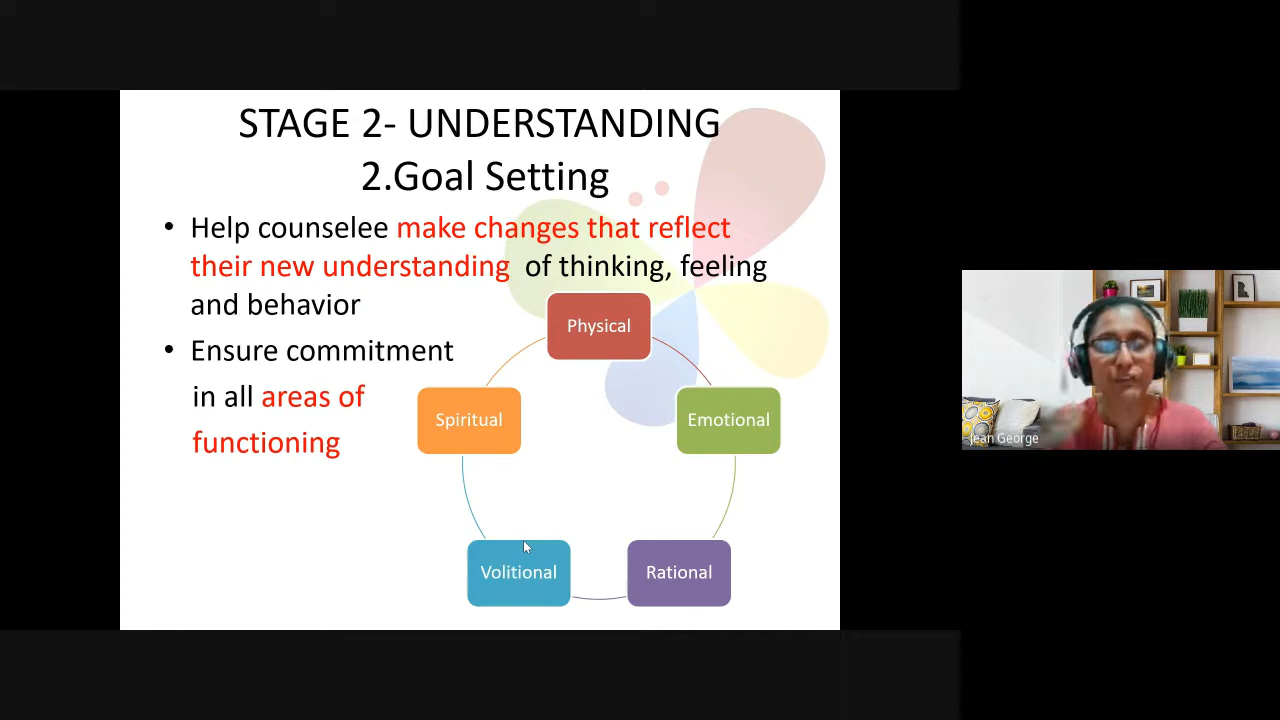 STAGE 2- UNDERSTANDING
2.Goal Setting
• Help counselee make changes that reflect
their new understanding of thinking, feeling
and behavior
• Ensure commitment
in all areas of
functioning
Physical
Emotional
Rational
Volitional
Spiritual
Jean George